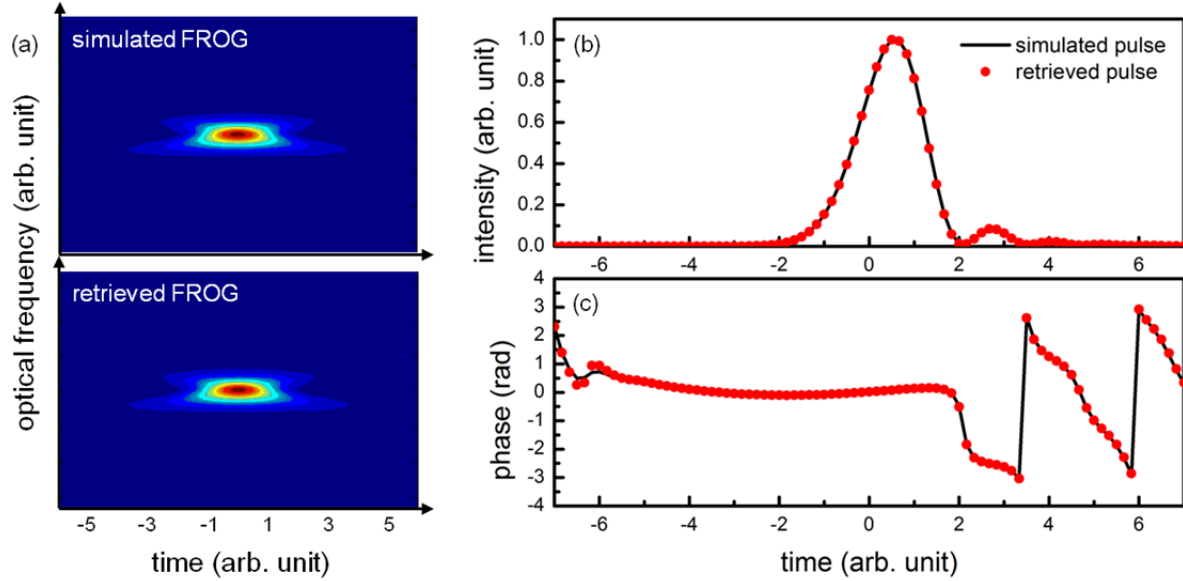 (a)
simulated FROG
retrieved FROG
optical frequency (arb. unit)
-5 -3 -1 1 3 5
time (arb. unit)
(b)
simulated pulse
retrieved pulse
intensity (arb. unit)
1.0
0.8
0.6
0.4
0.2
0.0
-6 -4 -2 0 2 4 6
(c)
phase (rad)
4
3
2
1
0
-1
-2
-3
-4
-6 -4 -2 0 2 4 6
time (arb. unit)